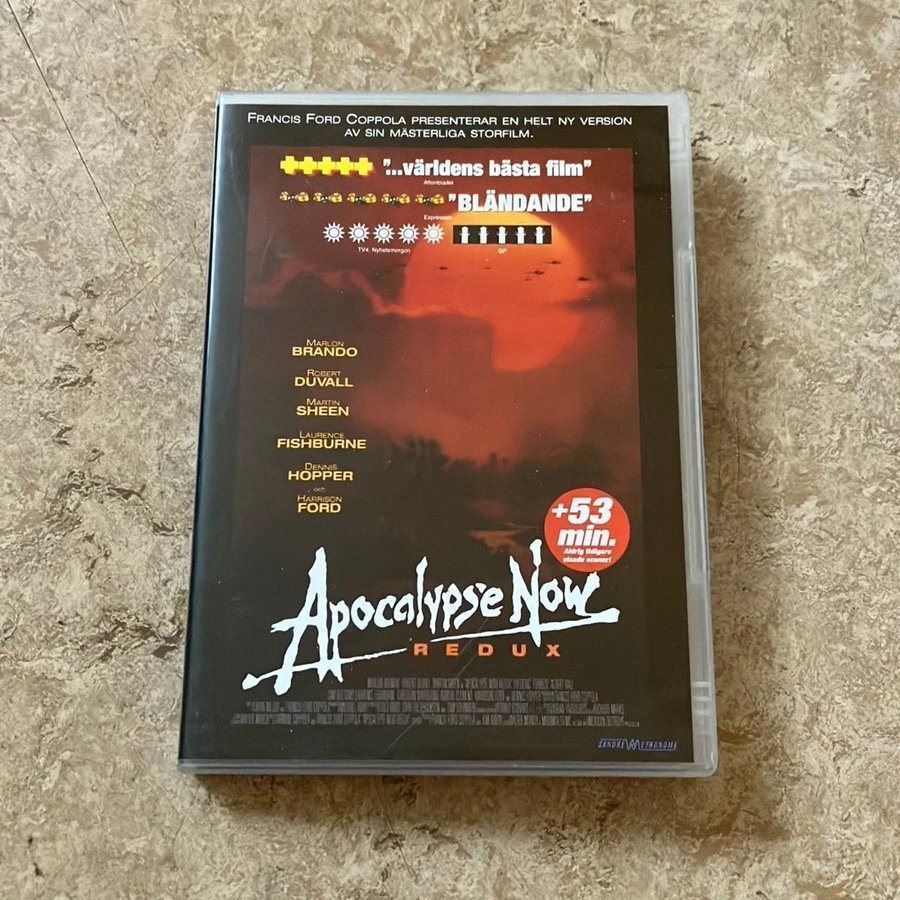 FRANCIS FORD COPPOLA PRESENTERAR EN HELT NY VERSION
AV SIN MÄSTERLIGA STORFILM.
"...världens bästa film"
Aftonbladet
"BLÄNDANDE"
Expressen
TV4 Nyhetsmorgon
GP
MARLON
BRANDO
ROBERT
DUVALL
MARTIN
SHEEN
LAURENCE
FISHBURNE
DENNIS
HOPPER
och
HARRISON
FORD
+53
min.
Aldrig tidigare
visade scener!
APOCALYPSE NOW
REDUX
SANDREW METRONOME